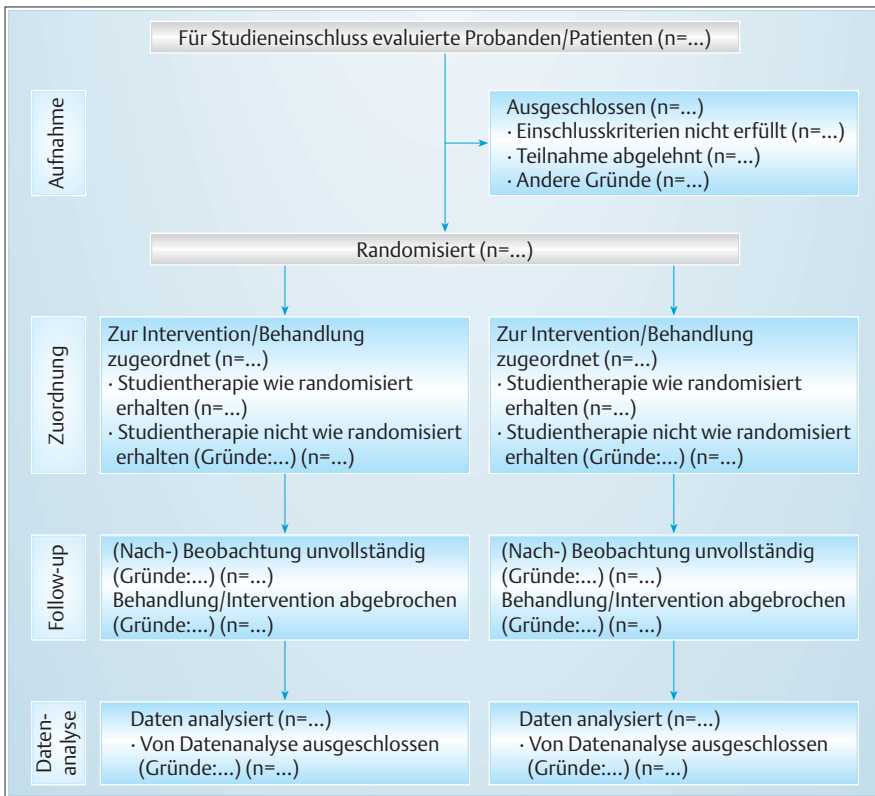 Für Studieneinschluss evaluierte Probanden/Patienten (n=...)
Aufnahme
Ausgeschlossen (n=...)
· Einschlusskriterien nicht erfüllt (n=...)
· Teilnahme abgelehnt (n=...)
· Andere Gründe (n=...)
Randomisiert (n=...)
Zuordnung
Zur Intervention/Behandlung
zugeordnet (n=...)
· Studientherapie wie randomisiert
erhalten (n=...)
· Studientherapie nicht wie randomisiert
erhalten (Gründe:...) (n=...)
Zur Intervention/Behandlung
zugeordnet (n=...)
· Studientherapie wie randomisiert
erhalten (n=...)
· Studientherapie nicht wie randomisiert
erhalten (Gründe:...) (n=...)
Follow-up
(Nach-) Beobachtung unvollständig
(Gründe:...) (n=...)
Behandlung/Intervention abgebrochen
(Gründe:...) (n=...)
(Nach-) Beobachtung unvollständig
(Gründe:...) (n=...)
Behandlung/Intervention abgebrochen
(Gründe:...) (n=...)
Daten-
analyse
Daten analysiert (n=...)
· Von Datenanalyse ausgeschlossen
(Gründe:...) (n=...)
Daten analysiert (n=...)
· Von Datenanalyse ausgeschlossen
(Gründe:...) (n=...)